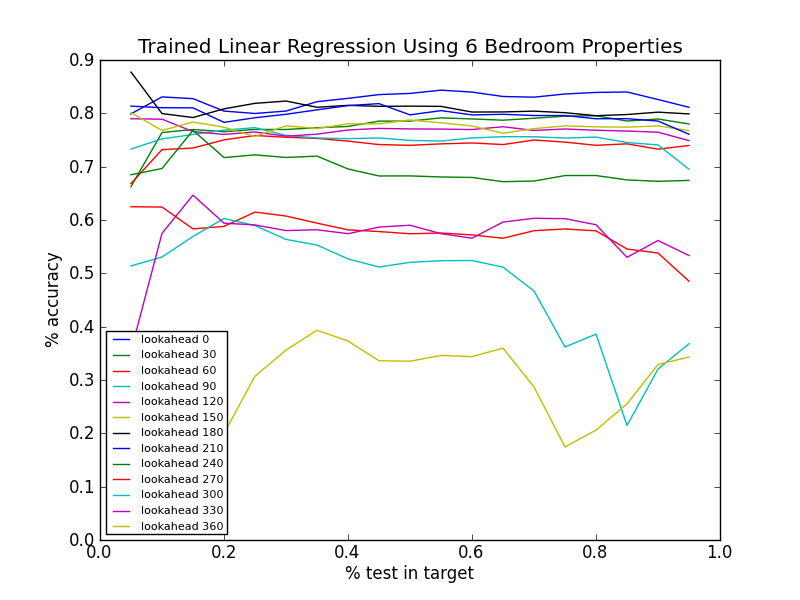 Trained Linear Regression Using 6 Bedroom Properties
0.9
0.8
0.7
0.6
0.5
0.4
0.3
0.2
0.1
0.0
% accuracy
lookahead 0
lookahead 30
lookahead 60
lookahead 90
lookahead 120
lookahead 150
lookahead 180
lookahead 210
lookahead 240
lookahead 270
lookahead 300
lookahead 330
lookahead 360
0.0 0.2 0.4 0.6 0.8 1.0
% test in target